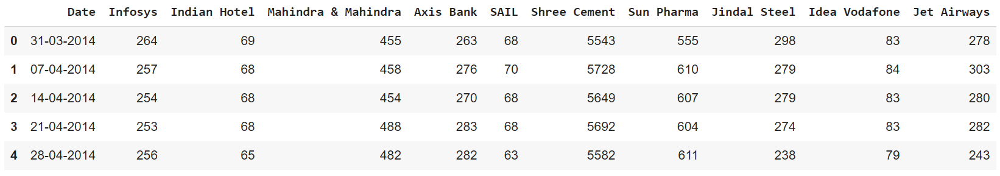 Date Infosys Indian Hotel Mahindra & Mahindra Axis Bank SAIL Shree Cement Sun Pharma Jindal Steel Idea Vodafone Jet Airways
0 31-03-2014 264 69 455 263 68 5543 555 298 83 278
1 07-04-2014 257 68 458 276 70 5728 610 279 84 303
2 14-04-2014 254 68 454 270 68 5649 607 279 83 280
3 21-04-2014 253 68 488 283 68 5692 604 274 83 282
4 28-04-2014 256 65 482 282 63 5582 611 238 79 243